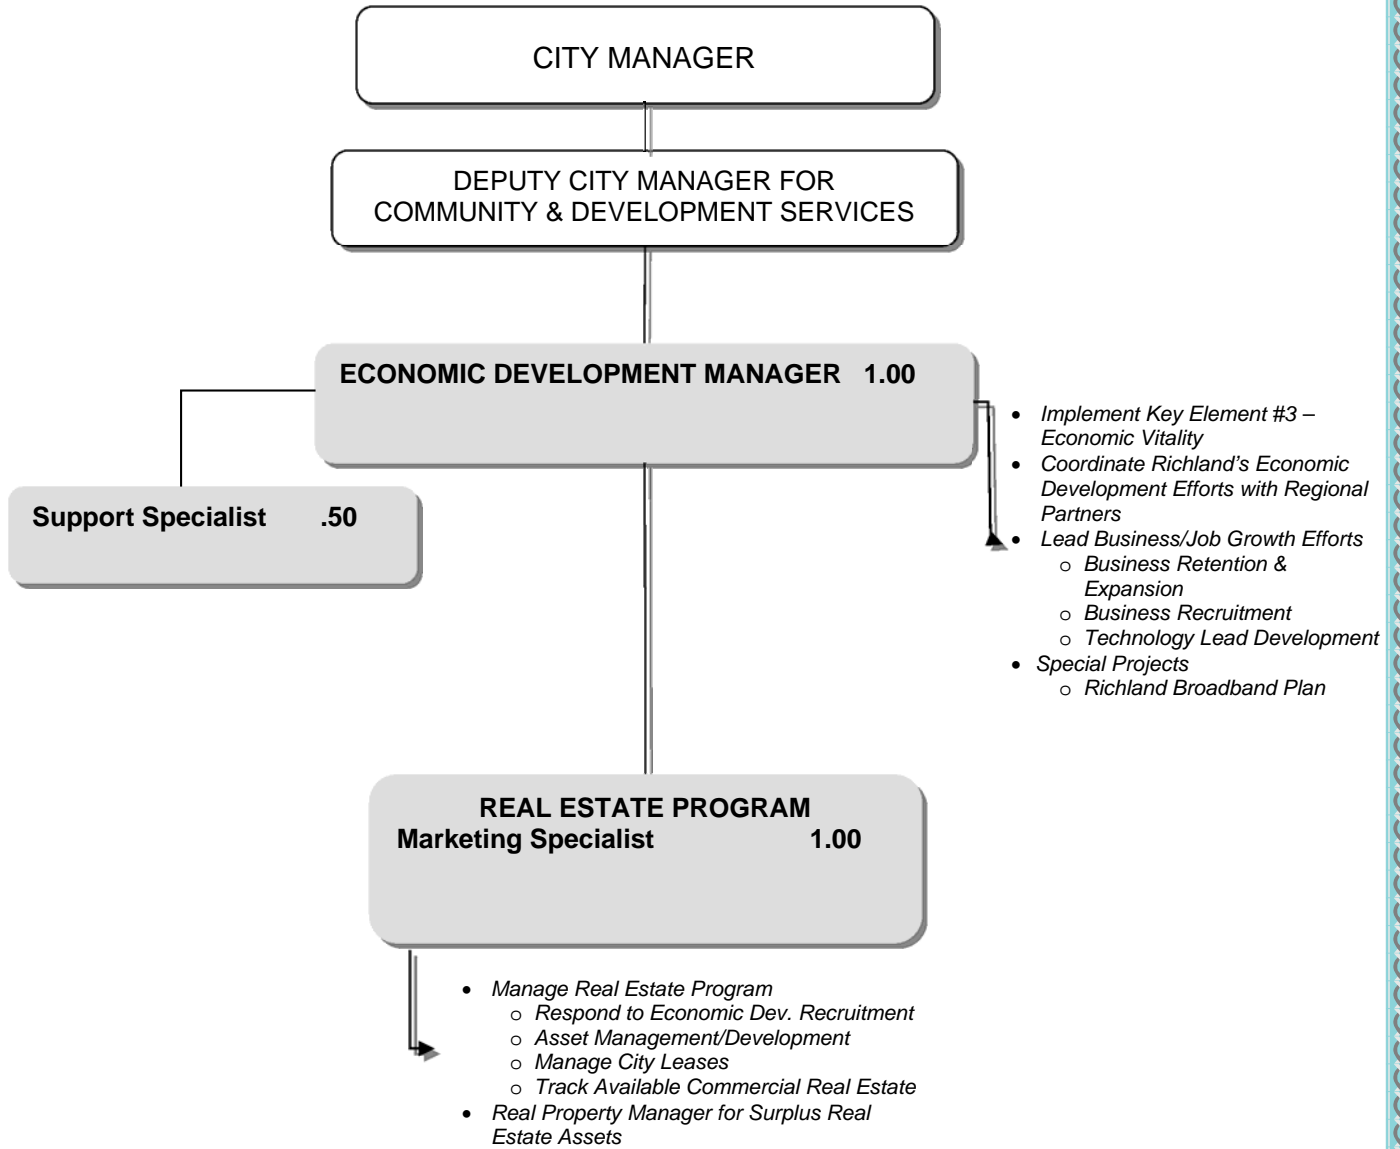 CITY MANAGER
DEPUTY CITY MANAGER FOR
COMMUNITY & DEVELOPMENT SERVICES
ECONOMIC DEVELOPMENT MANAGER 1.00
Support Specialist .50
• Implement Key Element #3 –
Economic Vitality
• Coordinate Richland's Economic
Development Efforts with Regional
Partners
• Lead Business/Job Growth Efforts
o Business Retention &
Expansion
o Business Recruitment
o Technology Lead Development
• Special Projects
o Richland Broadband Plan
REAL ESTATE PROGRAM
Marketing Specialist 1.00
• Manage Real Estate Program
o Respond to Economic Dev. Recruitment
o Asset Management/Development
o Manage City Leases
o Track Available Commercial Real Estate
• Real Property Manager for Surplus Real
Estate Assets